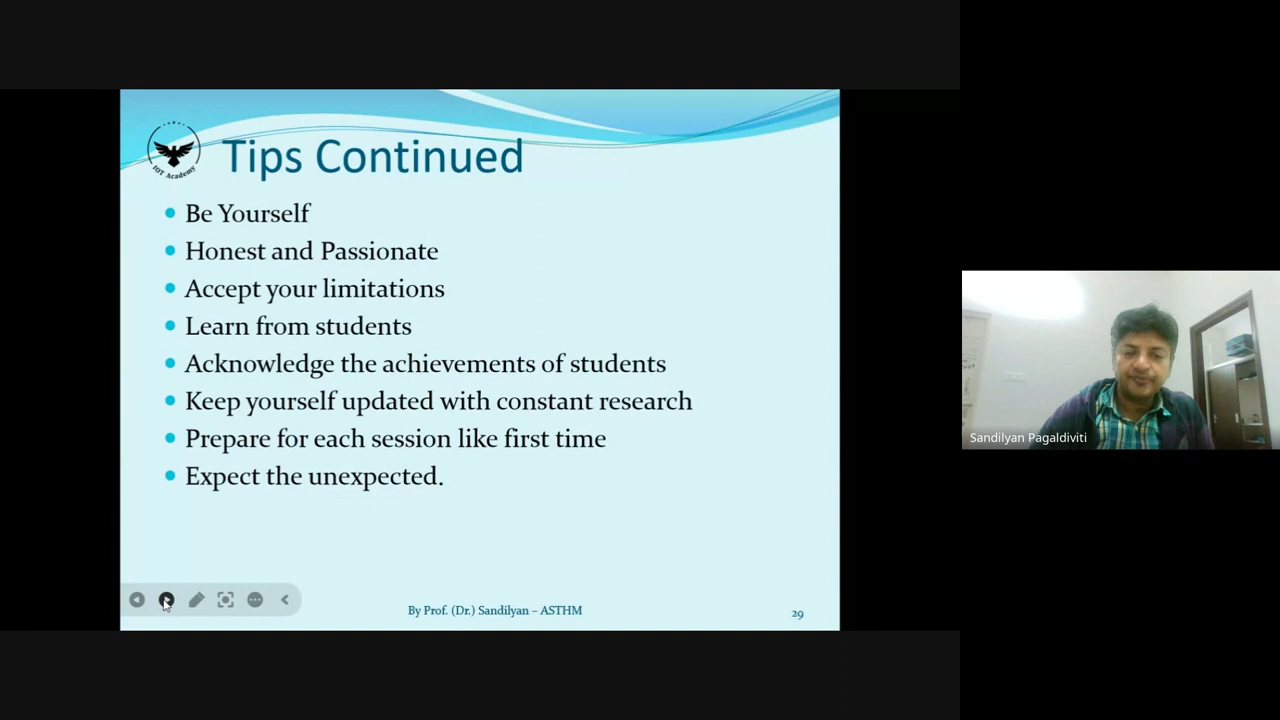 IOT Academy
Tips Continued
Be Yourself
Honest and Passionate
Accept your limitations
Learn from students
Acknowledge the achievements of students
Keep yourself updated with constant research
Prepare for each session like first time
Expect the unexpected.
By Prof. (Dr.) Sandilyan – ASTHM
29
Sandilyan Pagaldiviti